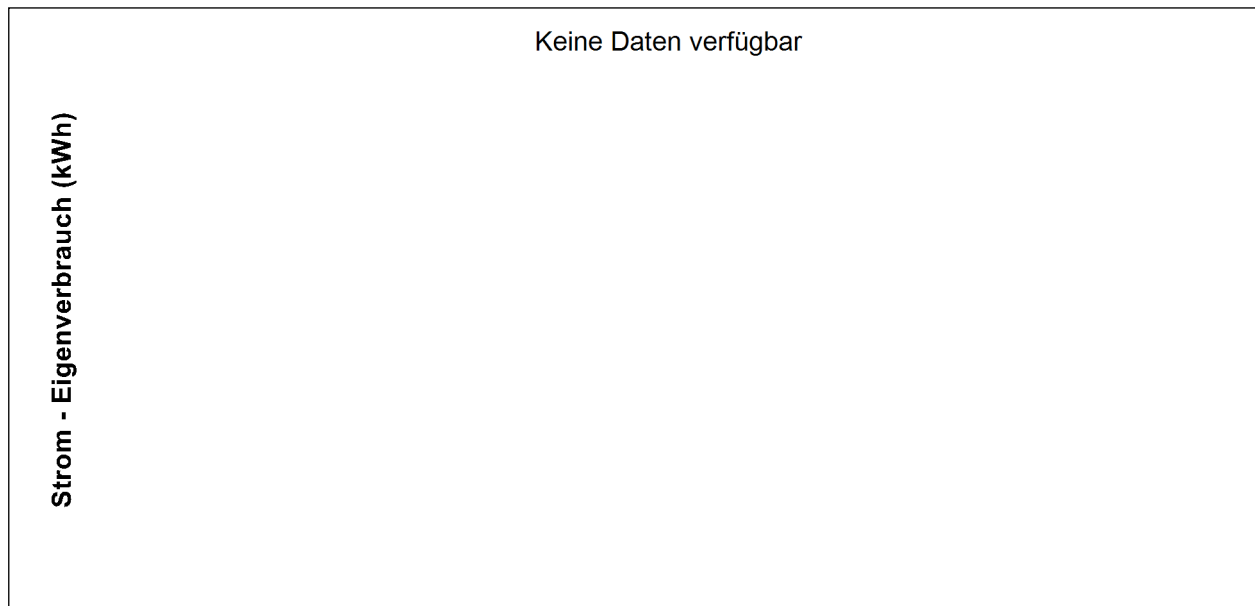 Keine Daten verfügbar
Strom - Eigenverbrauch (kWh)